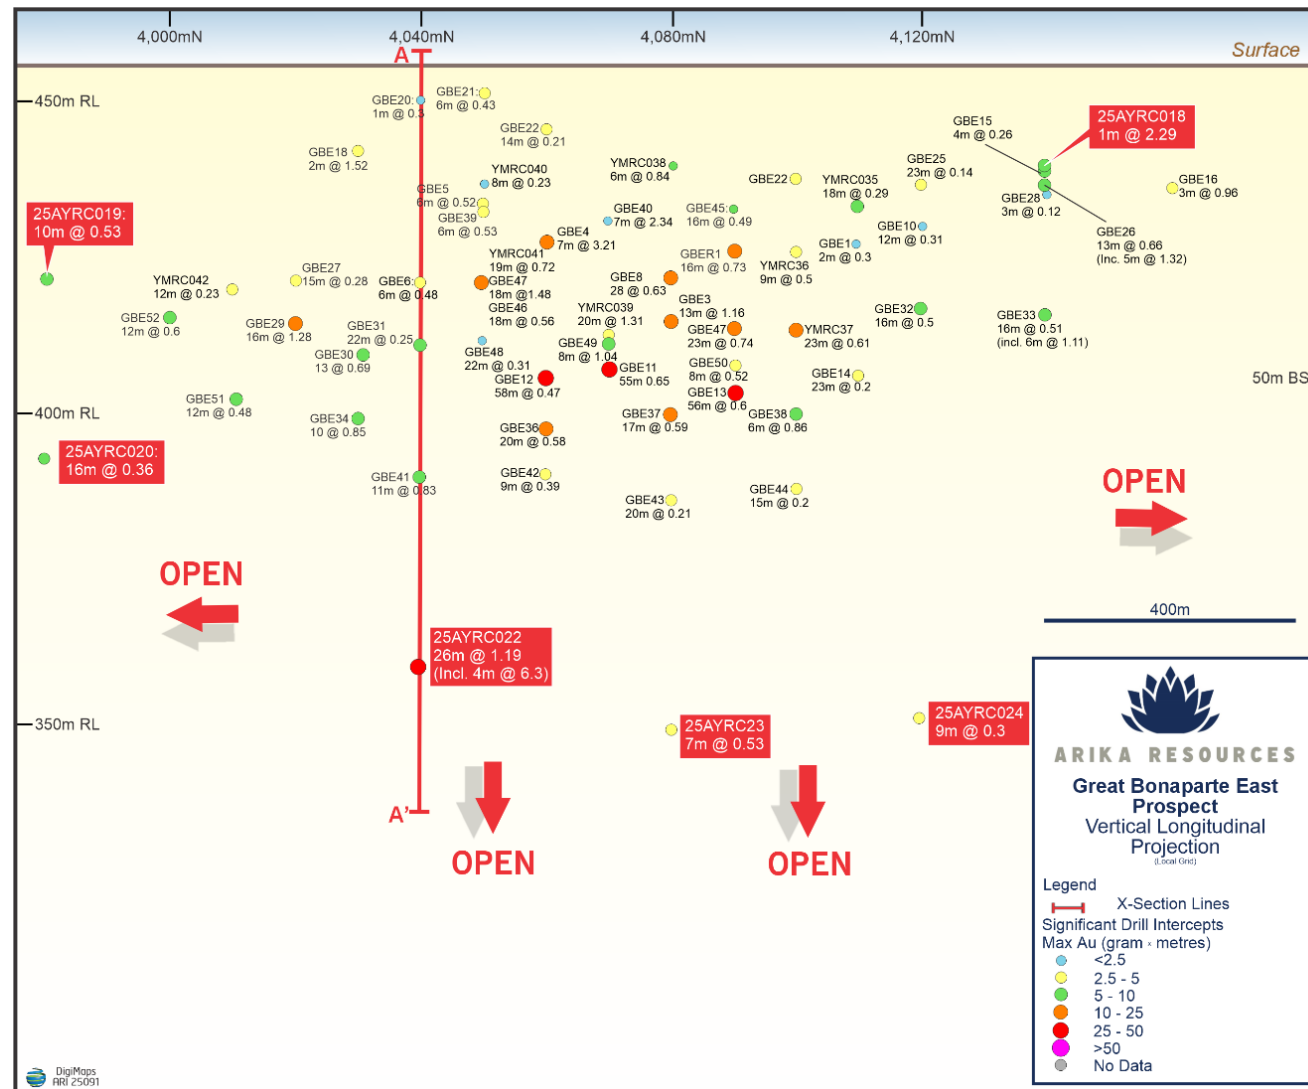 4,000mN
4,040mN
4,080mN
4,120mN
A
Surface
450m RL
GBE20:
1m @ 0.3
GBE21:
6m @ 0.43
GBE22
14m @ 0.21
GBE15
4m @ 0.26
25AYRC018
1m @ 2.29
GBE18
2m @ 1.52
YMRC040
8m @ 0.23
YMRC038
6m @ 0.84
GBE22
GBE25
23m @ 0.14
YMRC035
18m @ 0.29
GBE16
3m @ 0.96
GBE28
3m @ 0.12
GBE5
6m @ 0.52
GBE39
6m @ 0.53
GBE40
7m @ 2.34
GBE45:
16m @ 0.49
GBE10
12m @ 0.31
GBE26
13m @ 0.66
(Inc. 5m @ 1.32)
25AYRC019:
10m @ 0.53
GBE4
7m @ 3.21
GBE1
2m @ 0.3
YMRC041
19m @ 0.72
GBER1
16m @ 0.73
YMRC36
9m @ 0.5
YMRC042
12m @ 0.23
GBE27
15m @ 0.28
GBE6:
6m @ 0.48
GBE47
18m @1.48
GBE8
28 @ 0.63
GBE46
18m @ 0.56
YMRC039
20m @ 1.31
GBE3
13m @ 1.16
GBE32
16m @ 0.5
GBE33
16m @ 0.51
(incl. 6m @ 1.11)
GBE52
12m @ 0.6
GBE29
16m @ 1.28
GBE31
22m @ 0.25
GBE47
23m @ 0.74
YMRC37
23m @ 0.61
GBE30
13 @ 0.69
GBE48
22m @ 0.31
GBE49
8m @ 1.04
GBE11
55m 0.65
GBE50
8m @ 0.52
GBE14
23m @ 0.2
50m BS
GBE12
58m @ 0.47
GBE13
56m @ 0.6
GBE51
12m @ 0.48
400m RL
GBE34
10 @ 0.85
GBE36
20m @ 0.58
GBE37
17m @ 0.59
GBE38
6m @ 0.86
25AYRC020:
16m @ 0.36
GBE41
11m @ 0.83
GBE42
9m @ 0.39
GBE43
20m @ 0.21
GBE44
15m @ 0.2
OPEN
OPEN
400m
25AYRC022
26m @ 1.19
(Incl. 4m @ 6.3)
350m RL
25AYRC23
7m @ 0.53
25AYRC024
9m @ 0.3
A'
OPEN
OPEN
ARIKA RESOURCES
Great Bonaparte East
Prospect
Vertical Longitudinal
Projection
(Local Grid)
Legend
X-Section Lines
Significant Drill Intercepts
Max Au (gram x metres)
<2.5
2.5 - 5
5 - 10
10 - 25
25 - 50
>50
No Data
DigiMaps
ARI 25091